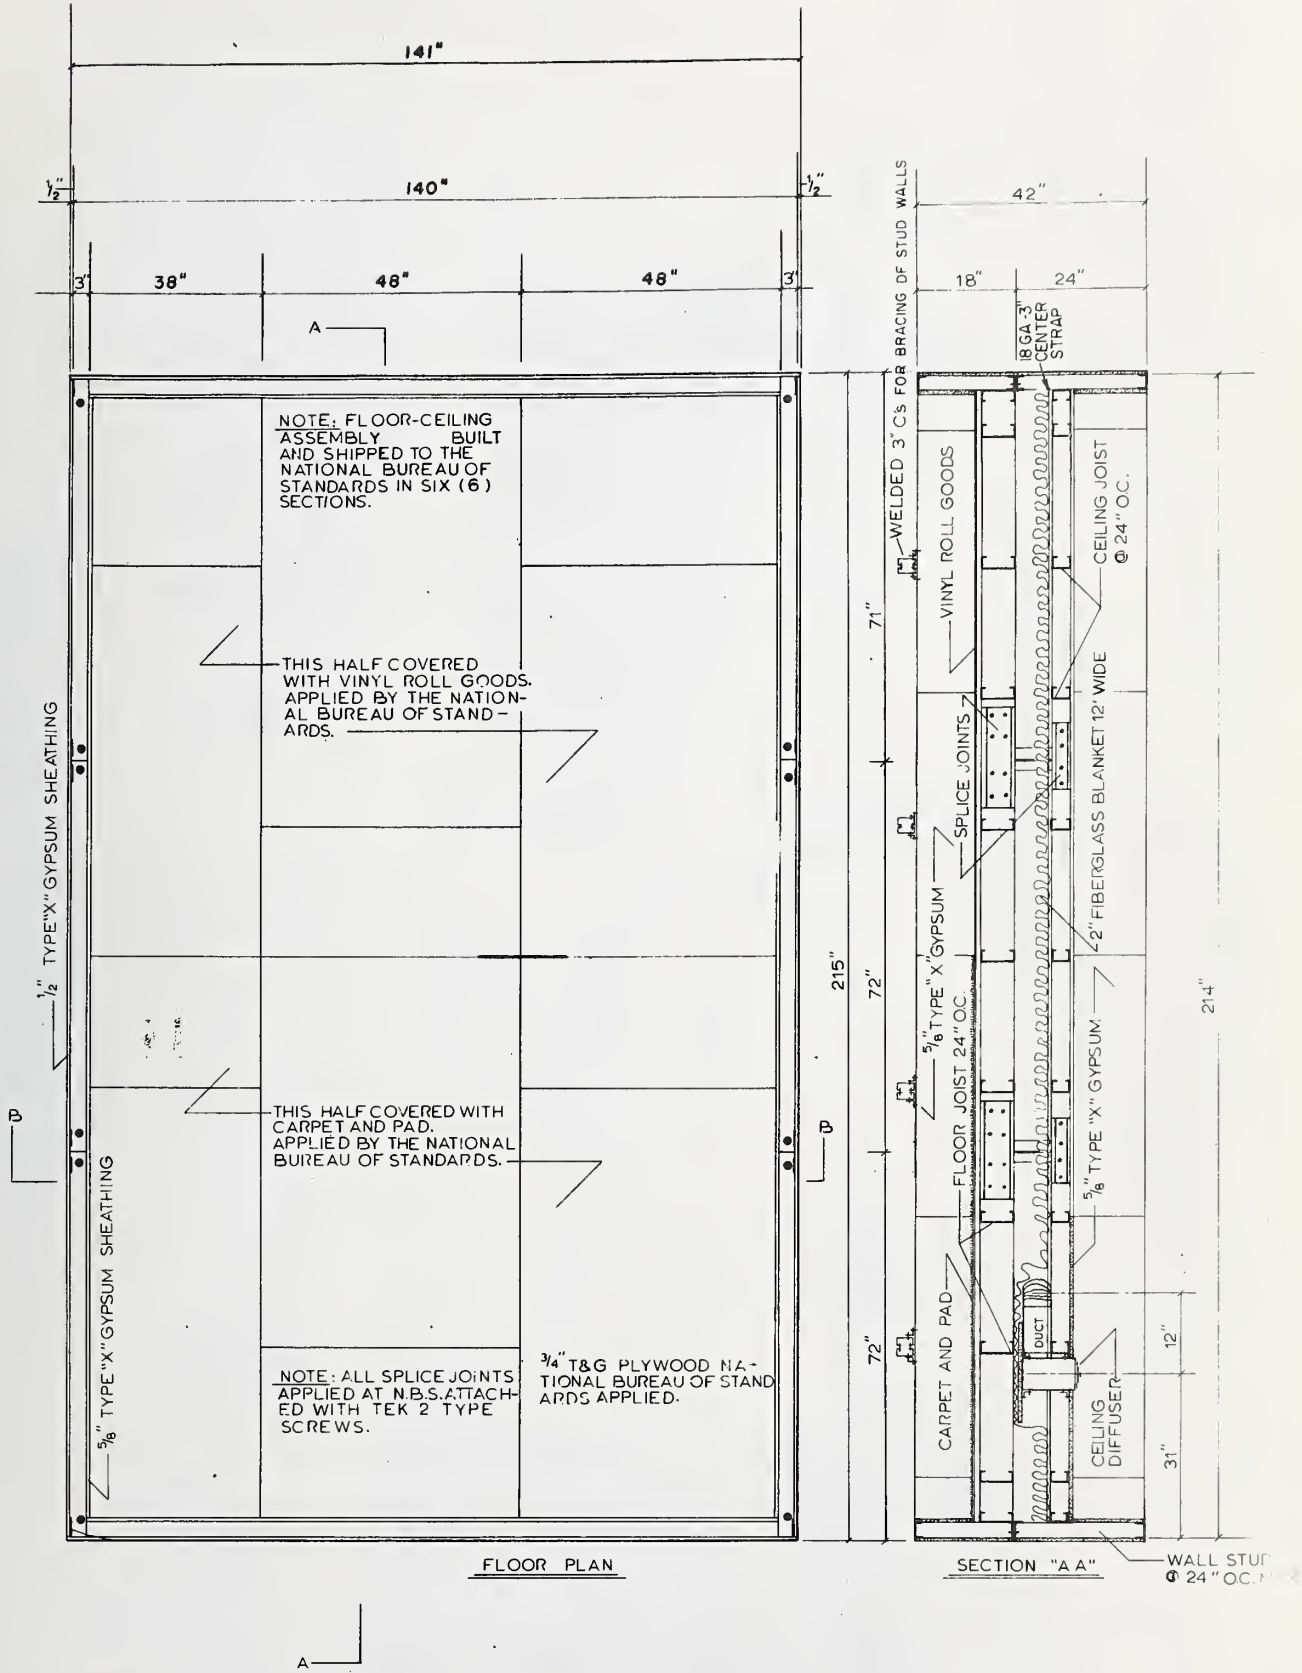 141"
1/2"
140"
1/2"
3"
38"
48"
48"
3"
A
NOTE: FLOOR-CEILING
ASSEMBLY BUILT
AND SHIPPED TO THE
NATIONAL BUREAU OF
STANDARDS IN SIX (6)
SECTIONS.
THIS HALF COVERED
WITH VINYL ROLL GOODS.
APPLIED BY THE NATION-
AL BUREAU OF STAND-
ARDS.
1/2" TYPE "X" GYPSUM SHEATHING
B
THIS HALF COVERED WITH
CARPET AND PAD.
APPLIED BY THE NATIONAL
BUREAU OF STANDARDS.
B
5/8" TYPE "X" GYPSUM SHEATHING
NOTE: ALL SPLICE JOINTS
APPLIED AT N.B.S. ATTACH-
ED WITH TEK 2 TYPE
SCREWS.
3/4" T&G PLYWOOD NA-
TIONAL BUREAU OF STAND
ARDS APPLIED.
FLOOR PLAN
A
215"
71"
72"
72"
WELDED 3" C's FOR BRACING OF STUD WALLS
42"
18"
24"
18 GA-3"
CENTER
STRAP
VINYL ROLL GOODS
CEILING JOIST
@ 24" O.C.
SPLICE JOINTS
2" FIBERGLASS BLANKET 12' WIDE
5/8" TYPE "X" GYPSUM
FLOOR JOIST 24" O.C.
5/8" TYPE "X" GYPSUM
214"
CARPET AND PAD
DUCT
12"
CEILING
DIFFUSER
31"
SECTION "A A"
WALL STUD
@ 24" O.C.